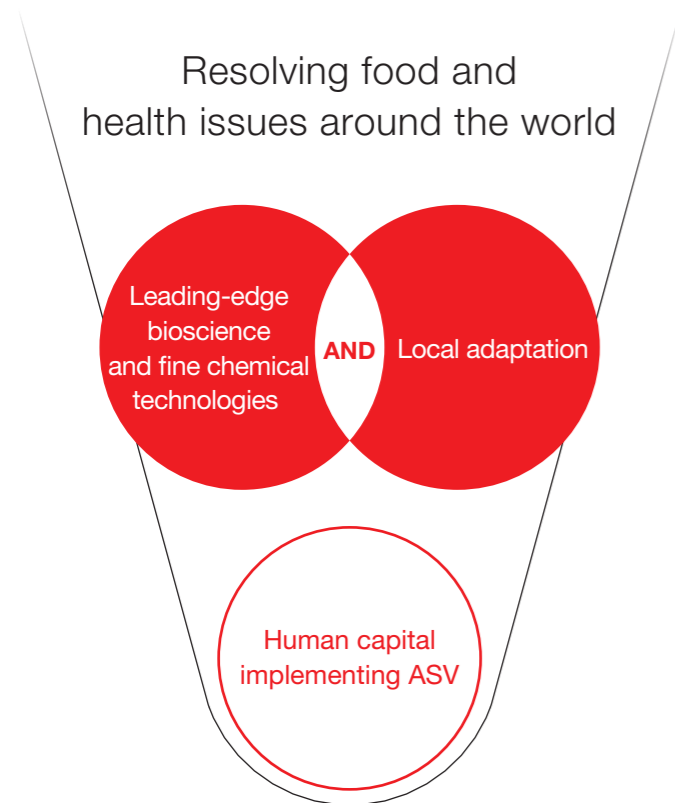 Resolving food and
health issues around the world
Leading-edge
bioscience
and fine chemical
technologies
AND
Local adaptation
Human capital
implementing ASV